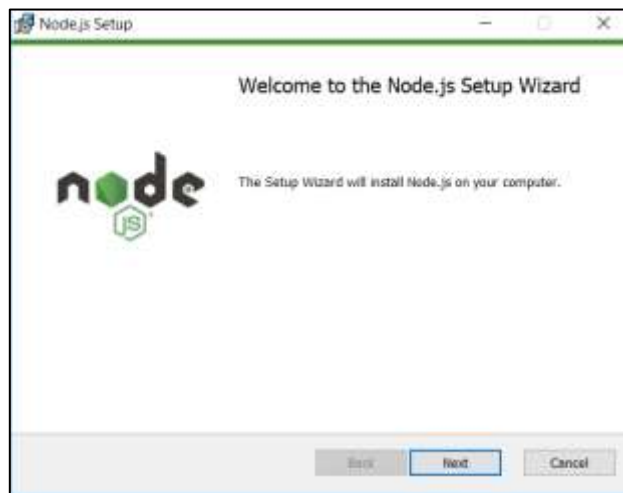 Node.js Setup
Welcome to the Node.js Setup Wizard
node
JS
The Setup Wizard will install Node.js on your computer.
Back
Next
Cancel